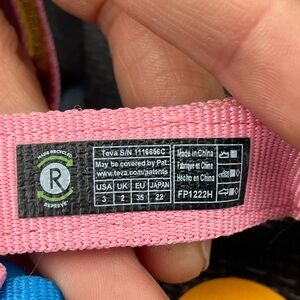 MADE RECYCLED
R
REPREVE
Teva S/N 1116656C
May be covered by Pat.
www.teva.com/patents
USA UK EU JAPAN
3 2 35 22
Made in China
Fabriqué en Chine
Hecho en China
FP1222H